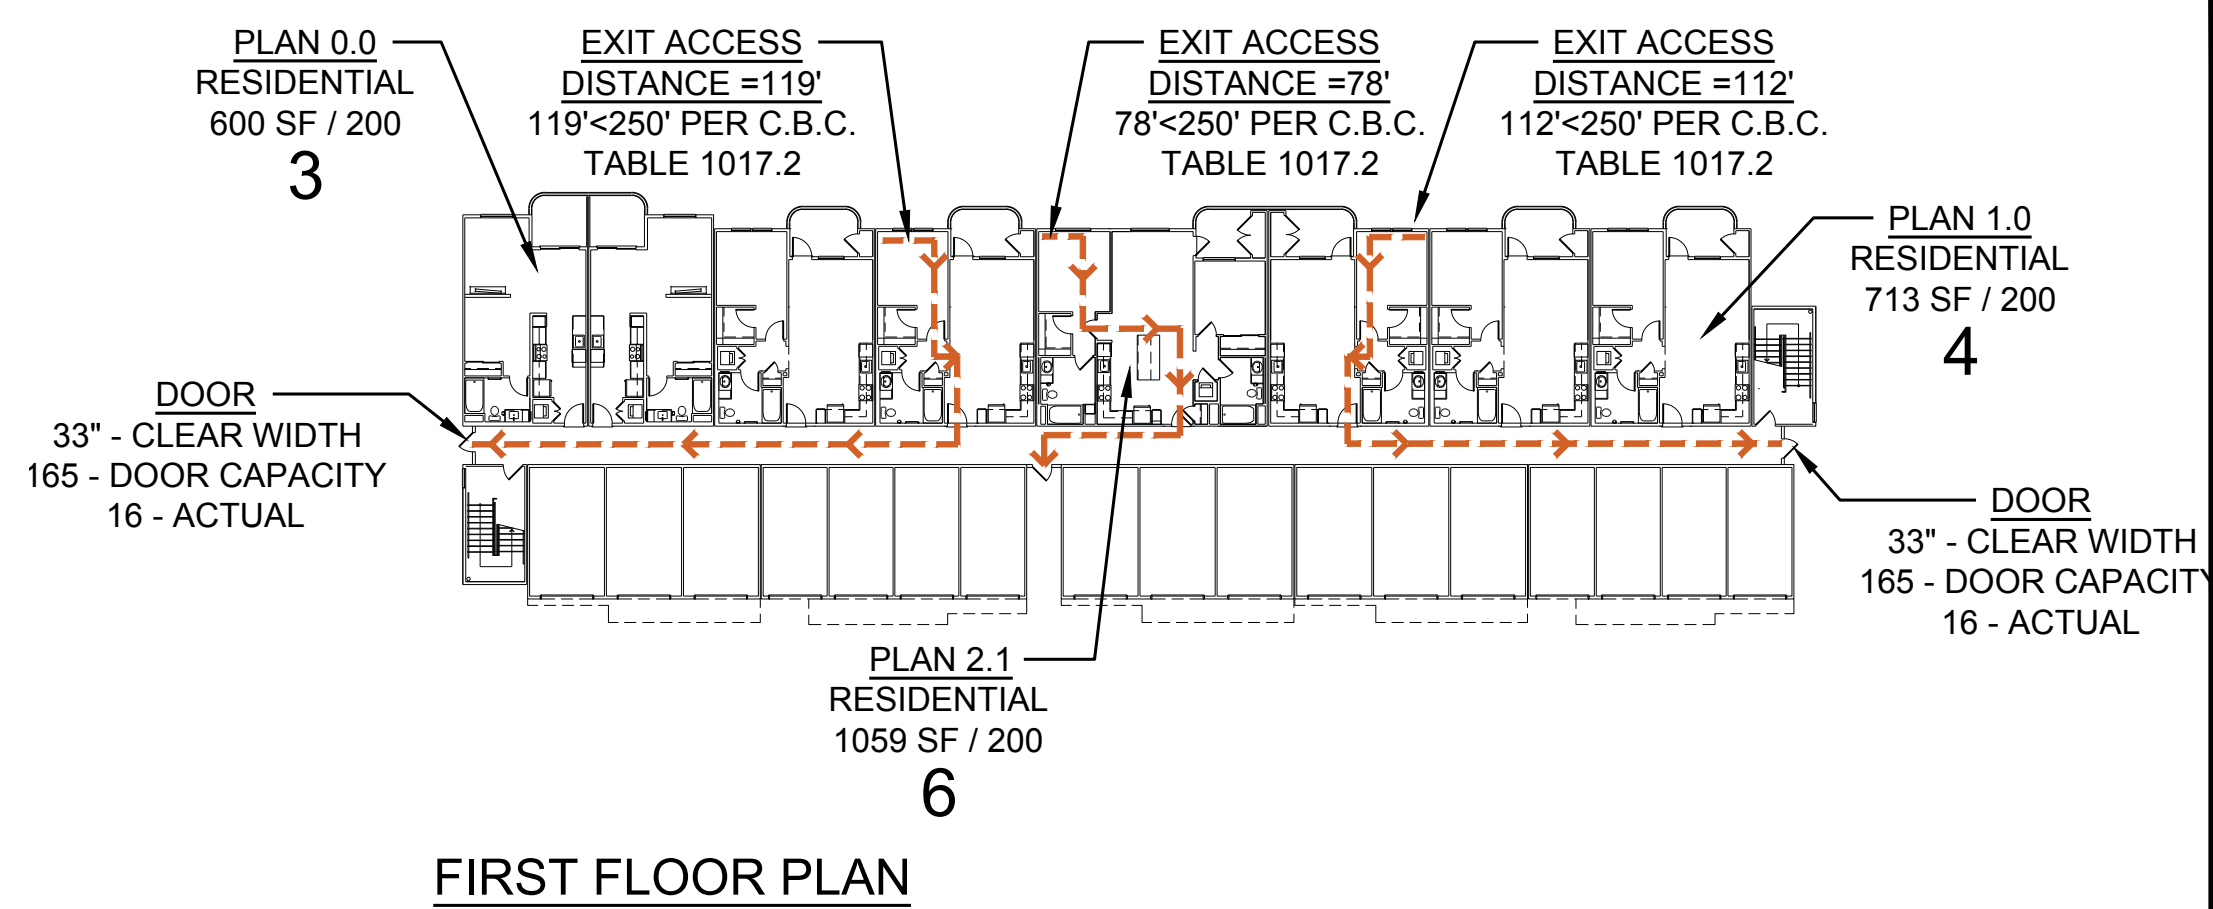 PLAN 0.0
RESIDENTIAL
600 SF / 200
3
EXIT ACCESS
DISTANCE =119'
119'<250' PER C.B.C.
TABLE 1017.2
EXIT ACCESS
DISTANCE =78'
78'<250' PER C.B.C.
TABLE 1017.2
EXIT ACCESS
DISTANCE =112'
112'<250' PER C.B.C.
TABLE 1017.2
PLAN 1.0
RESIDENTIAL
713 SF / 200
4
DOOR
33" - CLEAR WIDTH
165 - DOOR CAPACITY
16 - ACTUAL
DOOR
33" - CLEAR WIDTH
165 - DOOR CAPACITY
16 - ACTUAL
PLAN 2.1
RESIDENTIAL
1059 SF / 200
6
FIRST FLOOR PLAN